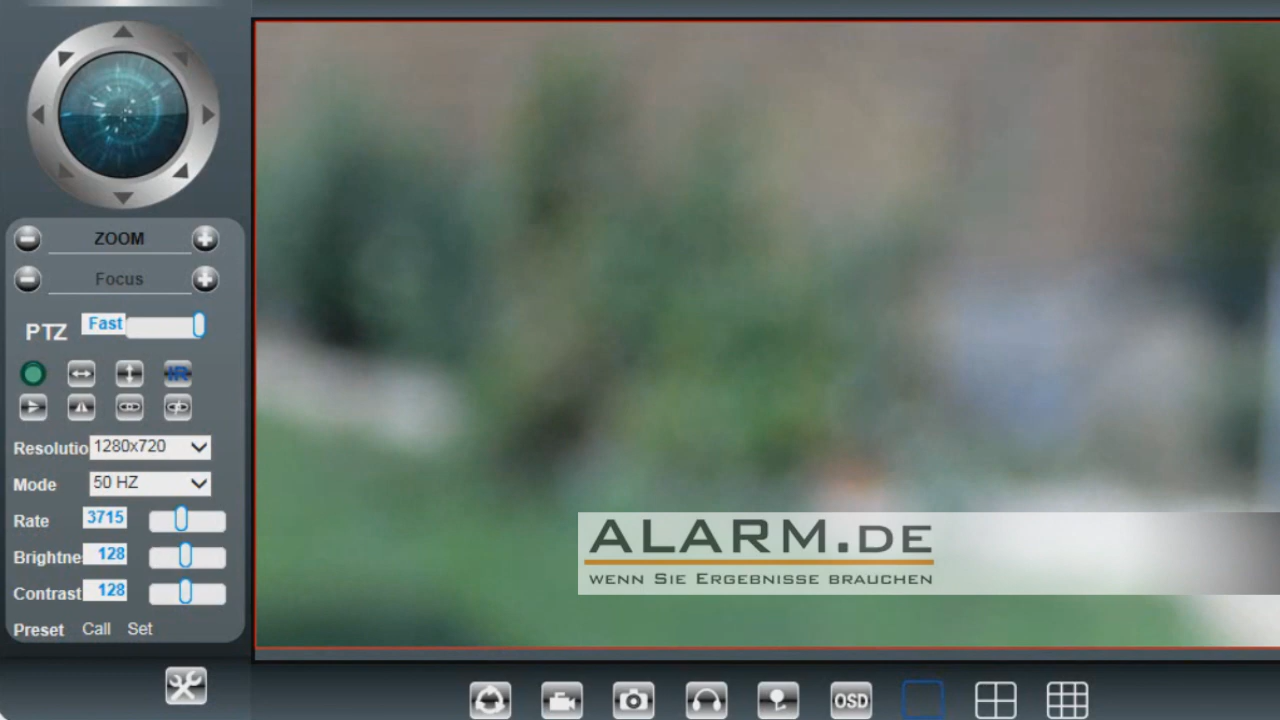 ZOOM
Focus
PTZ Fast
IR
Resolutio 1280x720
Mode 50 HZ
Rate 3715
Brightne 128
Contrast 128
Preset Call Set
ALARM.DE
WENN SIE ERGEBNISSE BRAUCHEN
OSD